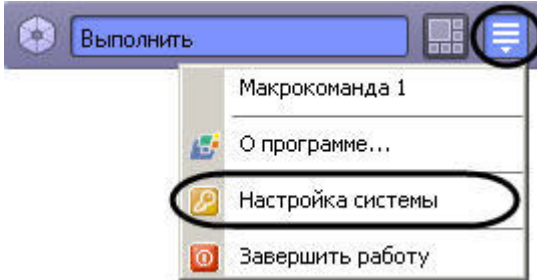 Выполнить
Макрокоманда 1
О программе...
Настройка системы
Завершить работу